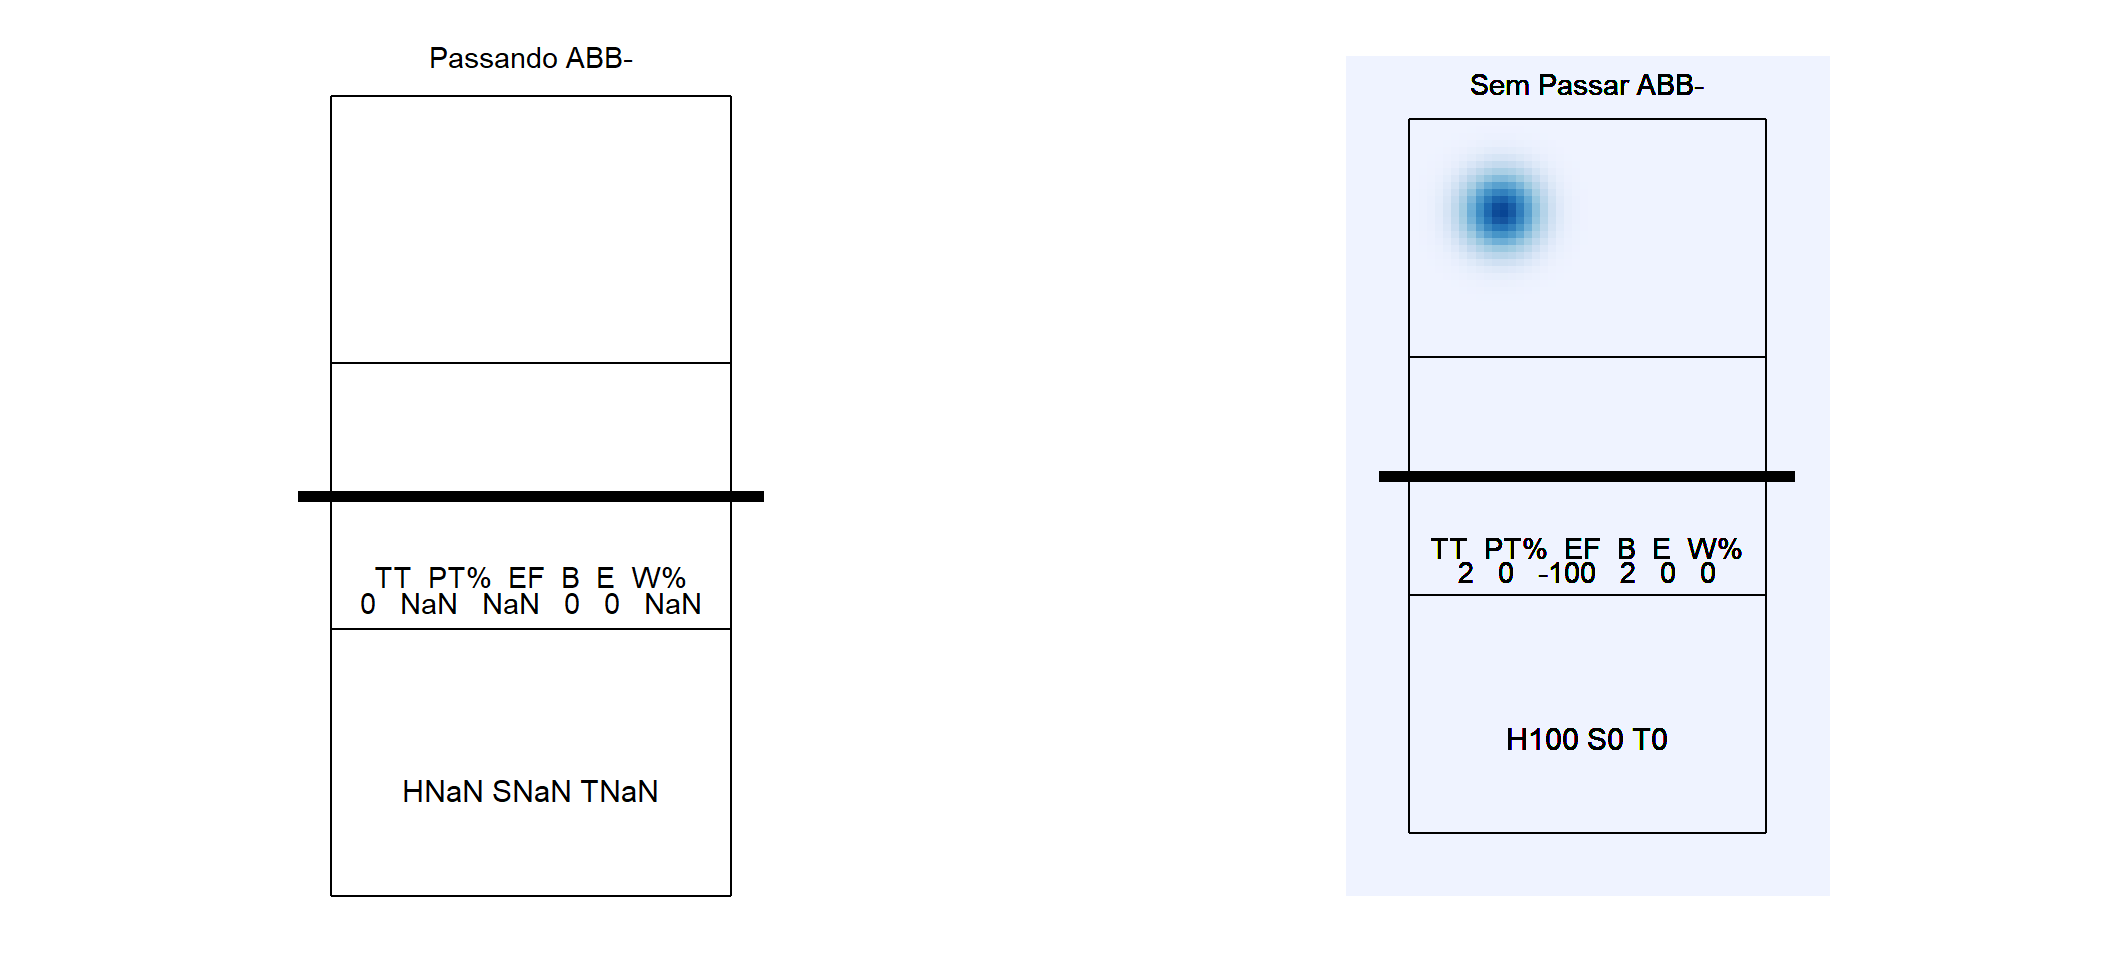 Passando ABB-
TT PT% EF B E W%
0 NaN NaN 0 0 NaN
HNaN SNaN TNaN
Sem Passar ABB-
TT PT% EF B E W%
2 0 -100 2 0 0
H100 S0 T0